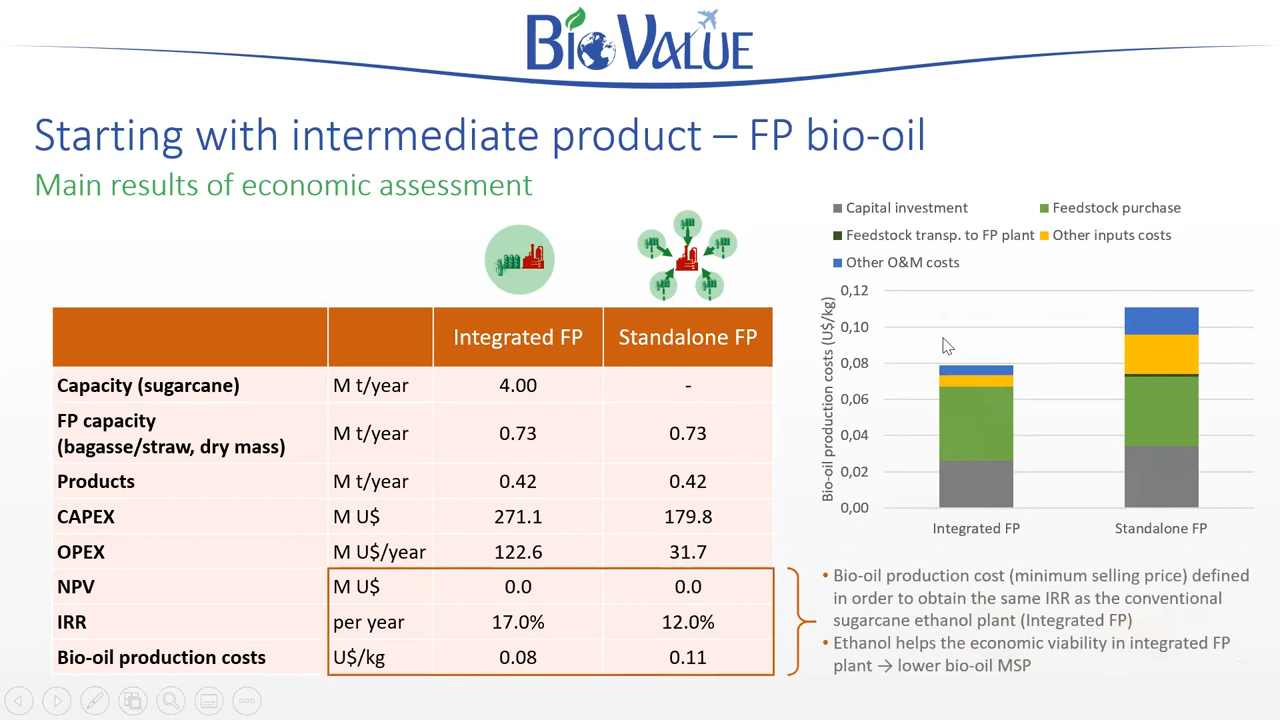 BioValue
Starting with intermediate product – FP bio-oil
Main results of economic assessment
Integrated FP Standalone FP
Capacity (sugarcane) M t/year 4.00 -
FP capacity
(bagasse/straw, dry mass) M t/year 0.73 0.73
Products M t/year 0.42 0.42
CAPEX M U$ 271.1 179.8
OPEX M U$/year 122.6 31.7
NPV M U$ 0.0 0.0
IRR per year 17.0% 12.0%
Bio-oil production costs U$/kg 0.08 0.11
Capital investment Feedstock purchase
Feedstock transp. to FP plant Other inputs costs
Other O&M costs
Bio-oil production costs (U$/kg)
0,12
0,10
0,08
0,06
0,04
0,02
0,00
Integrated FP Standalone FP
• Bio-oil production cost (minimum selling price) defined
in order to obtain the same IRR as the conventional
sugarcane ethanol plant (Integrated FP)
• Ethanol helps the economic viability in integrated FP
plant → lower bio-oil MSP